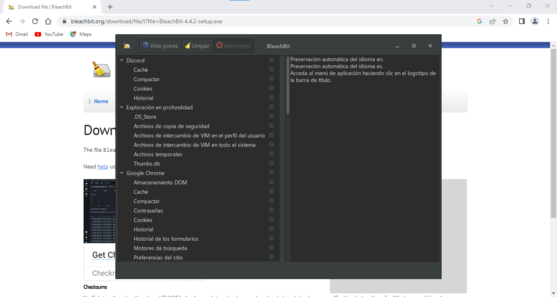 Download File | BleachBit
bleachbit.org/download/file/t?file=BleachBit-4.4.2-setup.exe
Gmail YouTube Maps
Vista previa Limpiar Interrumpir BleachBit
Discord
Caché
Compactar
Cookies
Historial
Exploración en profundidad
.DS_Store
Archivos de copia de seguridad
Archivos de intercambio de VIM en el perfil del usuario
Archivos de intercambio de VIM en todo el sistema
Archivos temporales
Thumbs.db
Google Chrome
Almacenamiento DOM
Caché
Compactar
Contraseñas
Cookies
Historial
Historial de los formularios
Motores de búsqueda
Preferencias del sitio
Preservación automática del idioma en.
Preservación automática del idioma es.
Acceda al menú de aplicación haciendo clic en el logotipo de
la barra de título.
Home
Down
The file
Need help
Get C
Check
Checksums